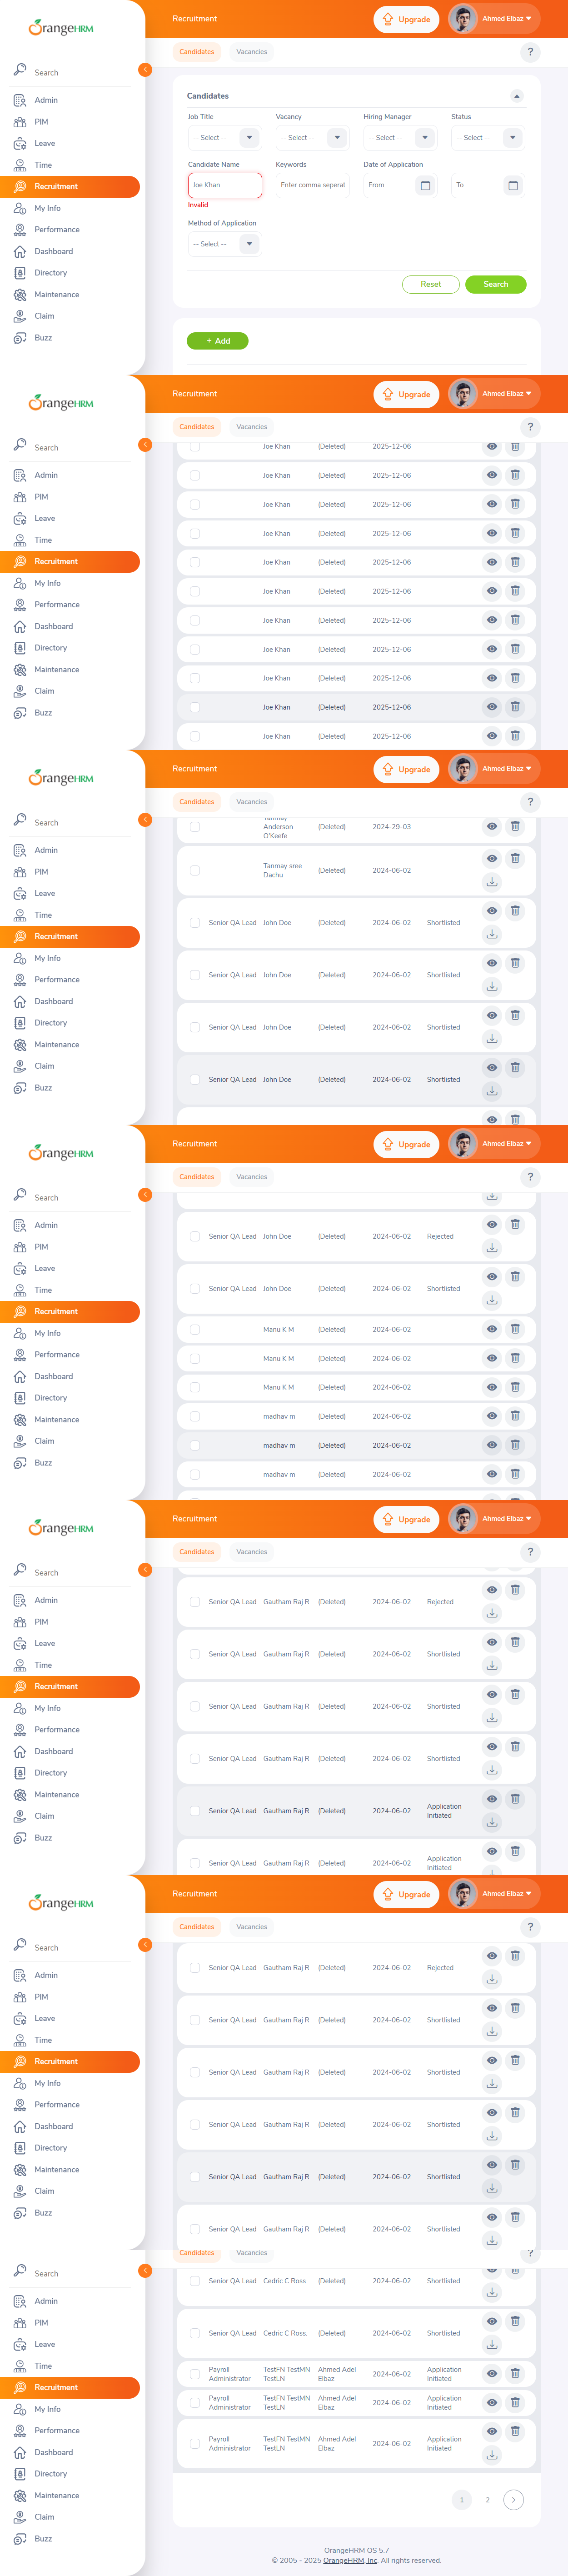 OrangeHRM
Recruitment
Upgrade
Ahmed Elbaz
Search
Candidates
Vacancies
?
Admin
PIM
Leave
Time
Recruitment
My Info
Performance
Dashboard
Directory
Maintenance
Claim
Buzz
Candidates
Job Title
Vacancy
Hiring Manager
Status
-- Select --
-- Select --
-- Select --
-- Select --
Candidate Name
Keywords
Date of Application
Joe Khan
Enter comma seperat
From
To
Invalid
Method of Application
-- Select --
Reset
Search
+ Add
OrangeHRM
Recruitment
Upgrade
Ahmed Elbaz
Search
Candidates
Vacancies
?
Admin
PIM
Leave
Time
Recruitment
My Info
Performance
Dashboard
Directory
Maintenance
Claim
Buzz
Joe Khan (Deleted) 2025-12-06
Joe Khan (Deleted) 2025-12-06
Joe Khan (Deleted) 2025-12-06
Joe Khan (Deleted) 2025-12-06
Joe Khan (Deleted) 2025-12-06
Joe Khan (Deleted) 2025-12-06
Joe Khan (Deleted) 2025-12-06
Joe Khan (Deleted) 2025-12-06
Joe Khan (Deleted) 2025-12-06
Joe Khan (Deleted) 2025-12-06
Joe Khan (Deleted) 2025-12-06
OrangeHRM
Recruitment
Upgrade
Ahmed Elbaz
Search
Candidates
Vacancies
?
Admin
PIM
Leave
Time
Recruitment
My Info
Performance
Dashboard
Directory
Maintenance
Claim
Buzz
Tanmay
Anderson (Deleted) 2024-29-03
O'Keefe
Tanmay sree
Dachu (Deleted) 2024-06-02
Senior QA Lead John Doe (Deleted) 2024-06-02 Shortlisted
Senior QA Lead John Doe (Deleted) 2024-06-02 Shortlisted
Senior QA Lead John Doe (Deleted) 2024-06-02 Shortlisted
Senior QA Lead John Doe (Deleted) 2024-06-02 Shortlisted
OrangeHRM
Recruitment
Upgrade
Ahmed Elbaz
Search
Candidates
Vacancies
?
Admin
PIM
Leave
Time
Recruitment
My Info
Performance
Dashboard
Directory
Maintenance
Claim
Buzz
Senior QA Lead John Doe (Deleted) 2024-06-02 Rejected
Senior QA Lead John Doe (Deleted) 2024-06-02 Shortlisted
Manu K M (Deleted) 2024-06-02
Manu K M (Deleted) 2024-06-02
Manu K M (Deleted) 2024-06-02
madhav m (Deleted) 2024-06-02
madhav m (Deleted) 2024-06-02
madhav m (Deleted) 2024-06-02
OrangeHRM
Recruitment
Upgrade
Ahmed Elbaz
Search
Candidates
Vacancies
?
Admin
PIM
Leave
Time
Recruitment
My Info
Performance
Dashboard
Directory
Maintenance
Claim
Buzz
Senior QA Lead Gautham Raj R (Deleted) 2024-06-02 Rejected
Senior QA Lead Gautham Raj R (Deleted) 2024-06-02 Shortlisted
Senior QA Lead Gautham Raj R (Deleted) 2024-06-02 Shortlisted
Senior QA Lead Gautham Raj R (Deleted) 2024-06-02 Shortlisted
Senior QA Lead Gautham Raj R (Deleted) 2024-06-02 Application
Initiated
Senior QA Lead Gautham Raj R (Deleted) 2024-06-02 Application
Initiated
OrangeHRM
Recruitment
Upgrade
Ahmed Elbaz
Search
Candidates
Vacancies
?
Admin
PIM
Leave
Time
Recruitment
My Info
Performance
Dashboard
Directory
Maintenance
Claim
Buzz
Senior QA Lead Gautham Raj R (Deleted) 2024-06-02 Rejected
Senior QA Lead Gautham Raj R (Deleted) 2024-06-02 Shortlisted
Senior QA Lead Gautham Raj R (Deleted) 2024-06-02 Shortlisted
Senior QA Lead Gautham Raj R (Deleted) 2024-06-02 Shortlisted
Senior QA Lead Gautham Raj R (Deleted) 2024-06-02 Shortlisted
Senior QA Lead Gautham Raj R (Deleted) 2024-06-02 Shortlisted
Candidates
Vacancies
?
Search
Admin
PIM
Leave
Time
Recruitment
My Info
Performance
Dashboard
Directory
Maintenance
Claim
Buzz
Senior QA Lead Cedric C Ross. (Deleted) 2024-06-02 Shortlisted
Senior QA Lead Cedric C Ross. (Deleted) 2024-06-02 Shortlisted
Payroll TestFN TestMN Ahmed Adel 2024-06-02 Application
Administrator TestLN Elbaz Initiated
Payroll TestFN TestMN Ahmed Adel 2024-06-02 Application
Administrator TestLN Elbaz Initiated
Payroll TestFN TestMN Ahmed Adel 2024-06-02 Application
Administrator TestLN Elbaz Initiated
1 2
OrangeHRM OS 5.7
© 2005 - 2025 OrangeHRM, Inc. All rights reserved.